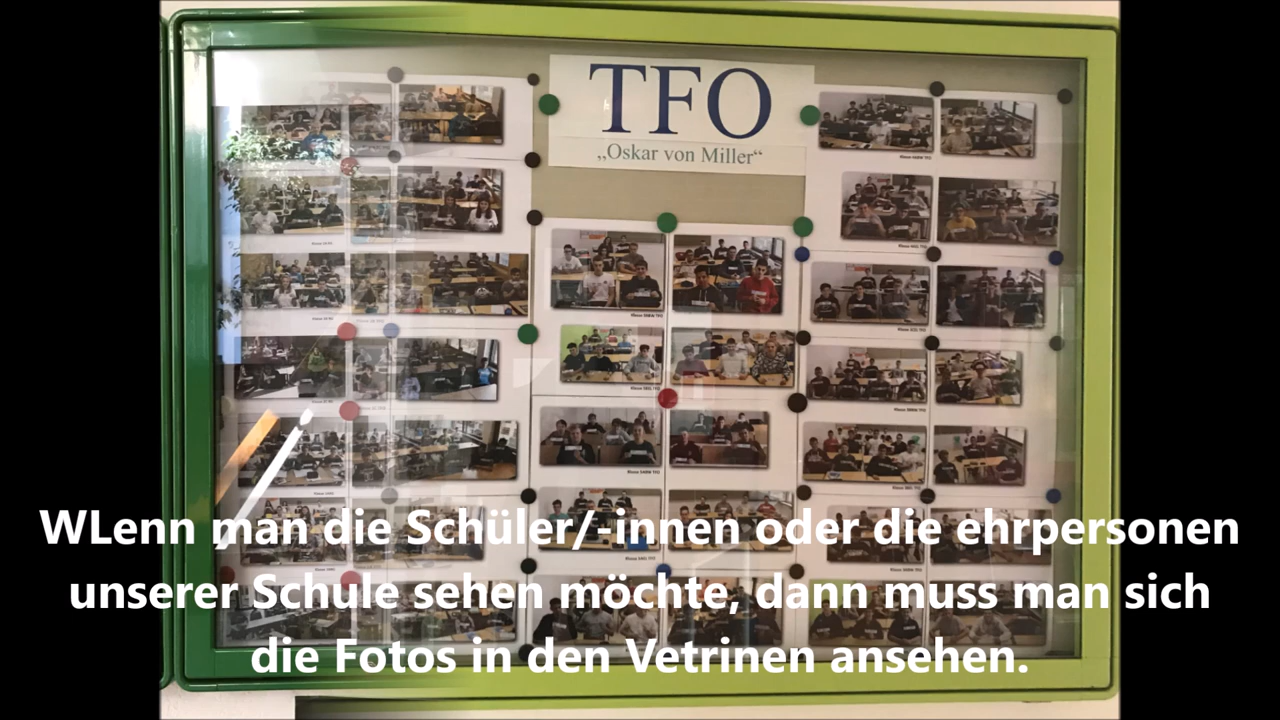 TFO
„Oskar von Miller“
WLenn man die Schüler/-innen oder die ehrpersonen
unserer Schule sehen möchte, dann muss man sich
die Fotos in den Vetrinen ansehen.